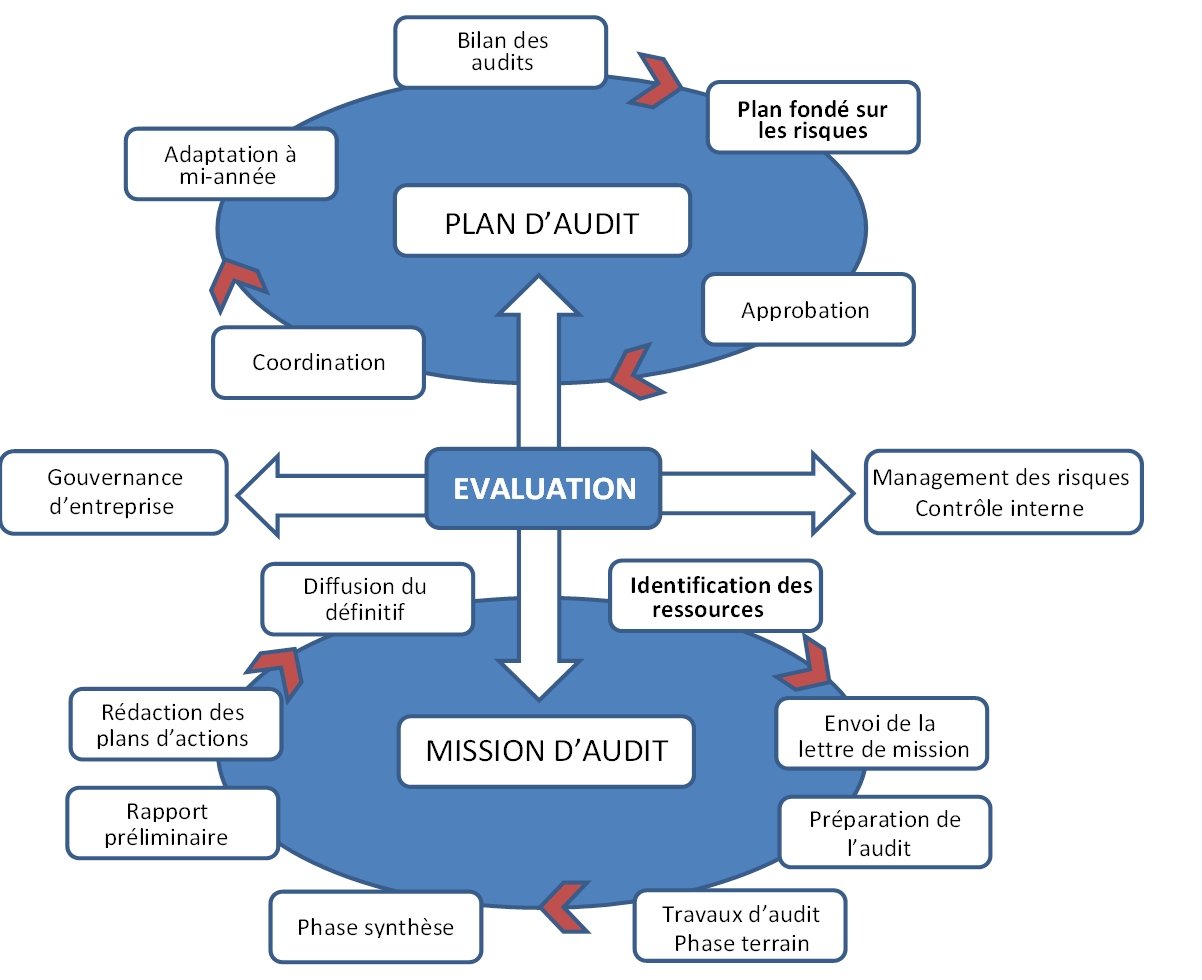 Bilan des
audits
Plan fondé sur
les risques
Adaptation à
mi-année
PLAN D’AUDIT
Approbation
Coordination
Gouvernance
d’entreprise
EVALUATION
Management des risques
Contrôle interne
Diffusion du
définitif
Identification des
ressources
Rédaction des
plans d’actions
Envoi de la
lettre de mission
MISSION D’AUDIT
Rapport
préliminaire
Préparation de
l’audit
Phase synthèse
Travaux d’audit
Phase terrain